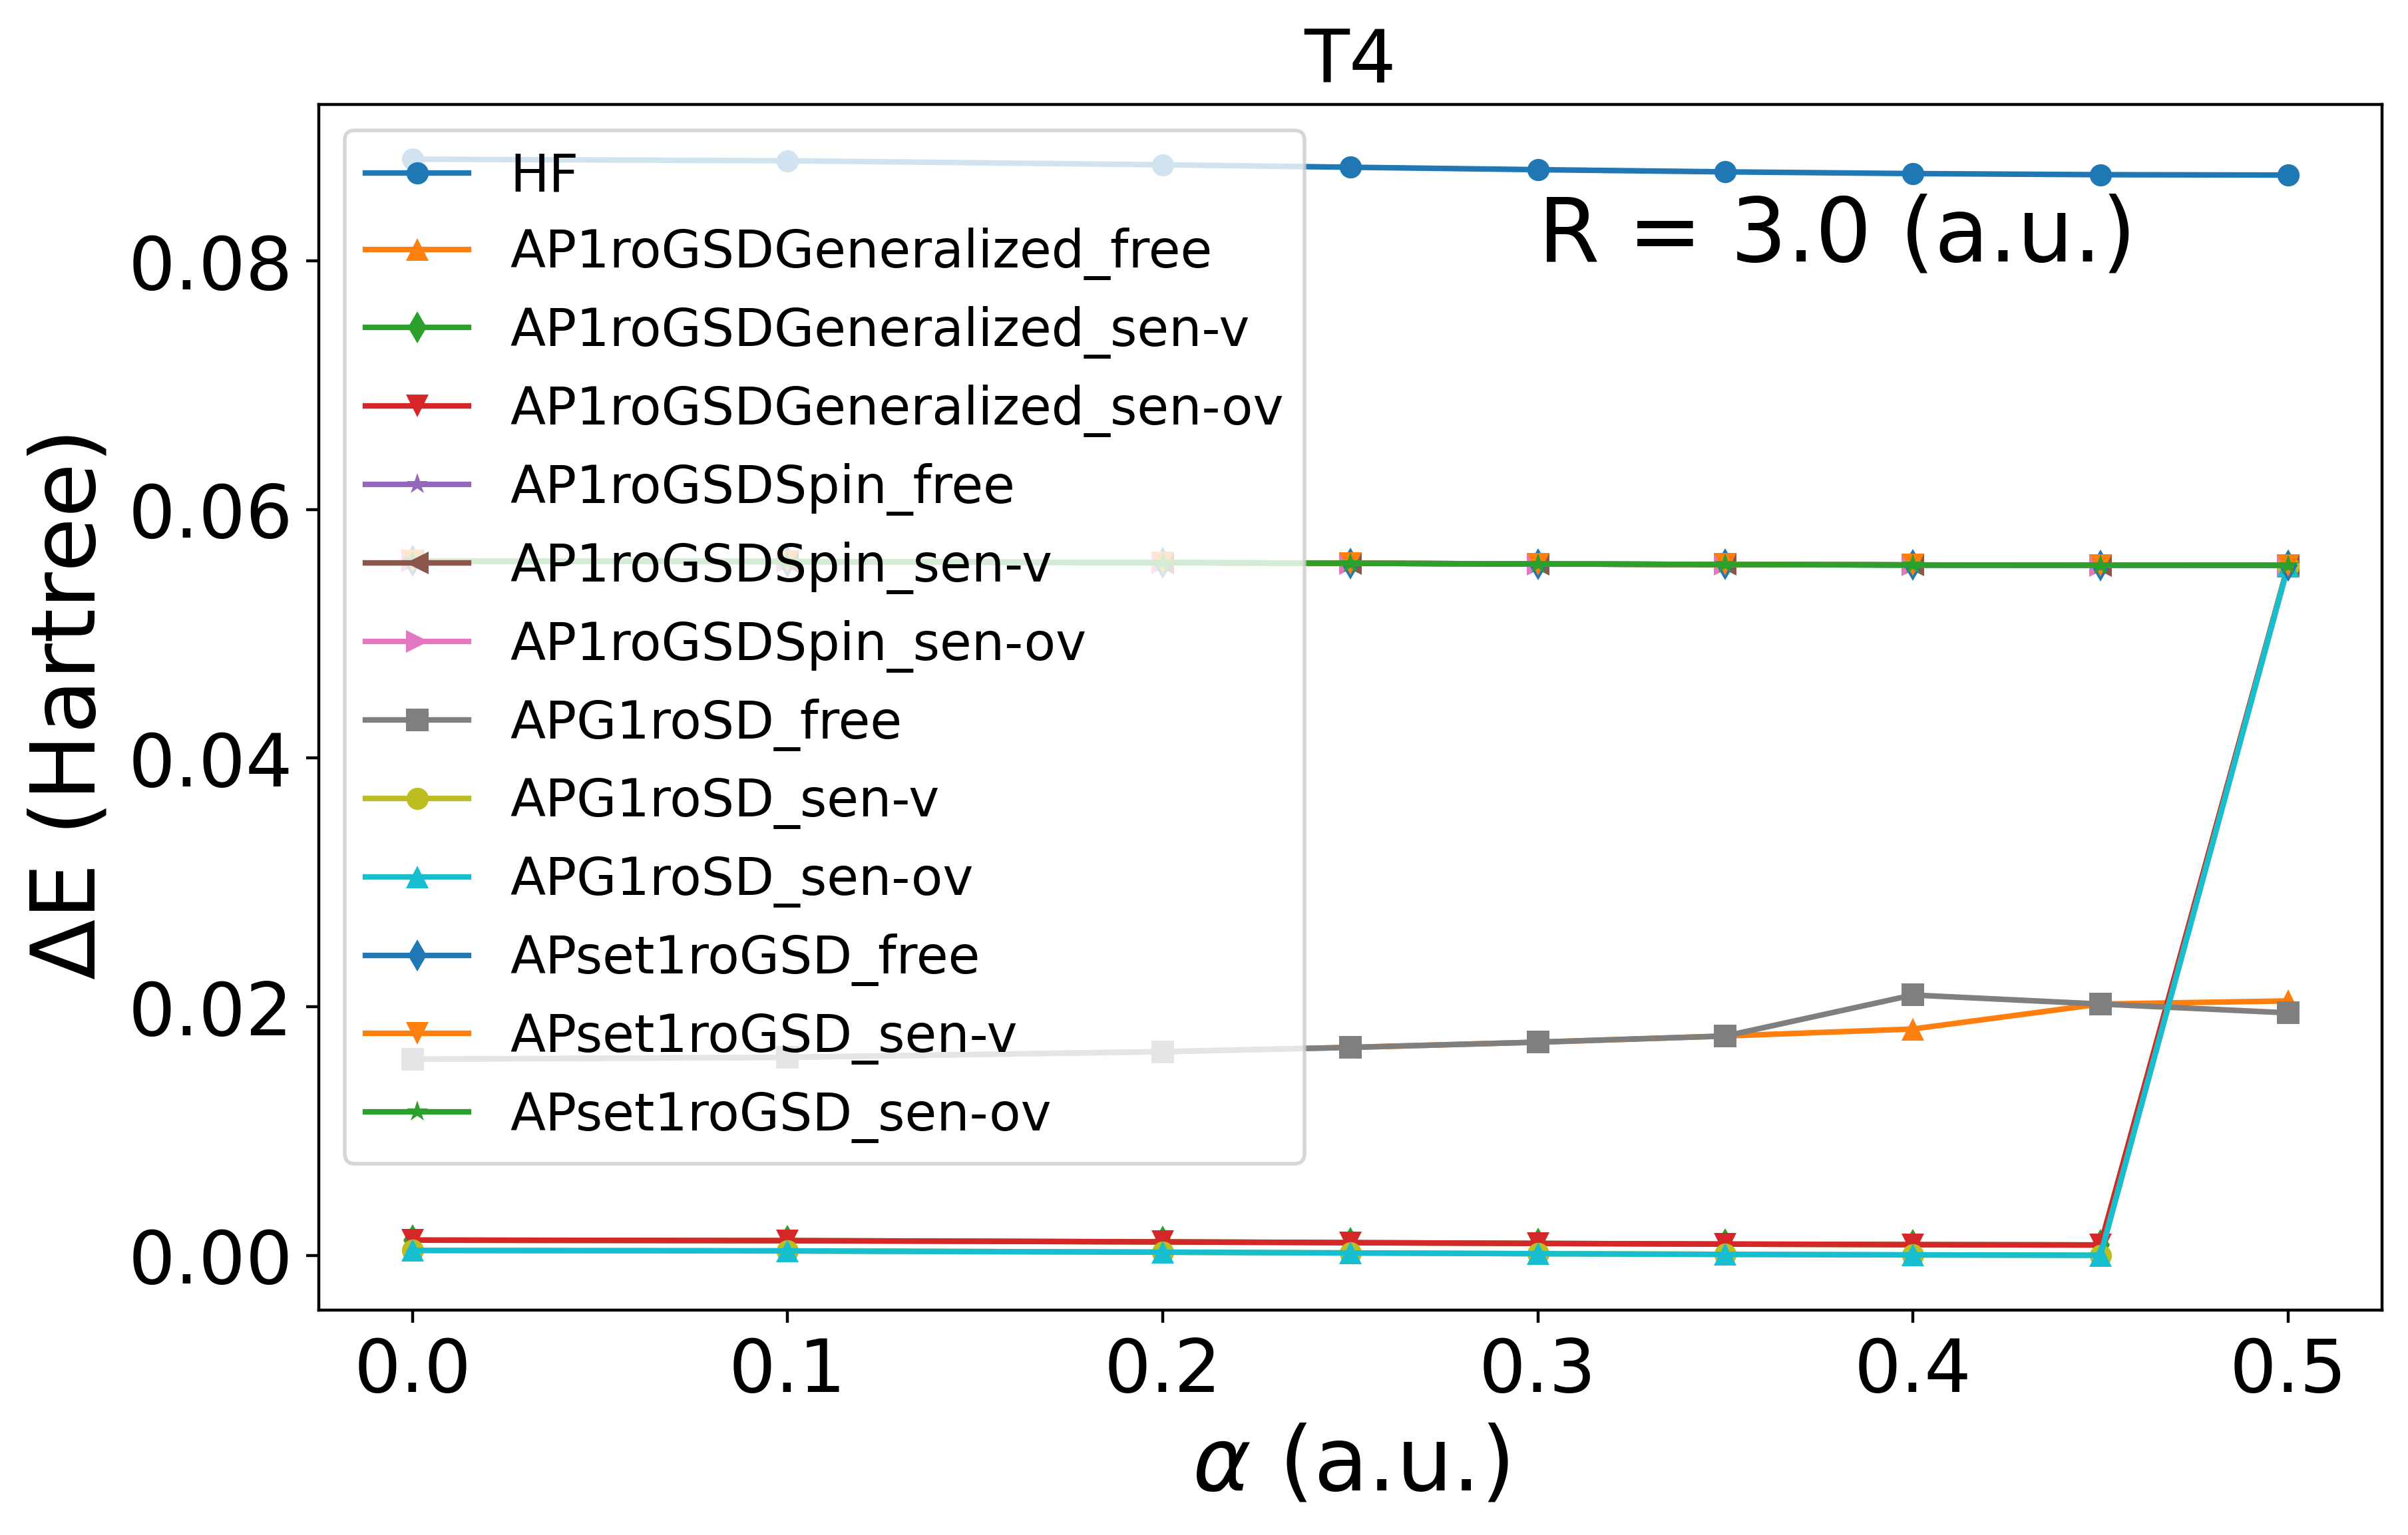 T4
HF
AP1roGSDGeneralized_free
AP1roGSDGeneralized_sen-v
AP1roGSDGeneralized_sen-ov
AP1roGSDSpin_free
AP1roGSDSpin_sen-v
AP1roGSDSpin_sen-ov
APG1roSD_free
APG1roSD_sen-v
APG1roSD_sen-ov
APset1roGSD_free
APset1roGSD_sen-v
APset1roGSD_sen-ov
R = 3.0 (a.u.)
ΔE (Hartree)
0.08
0.06
0.04
0.02
0.00
0.0 0.1 0.2 0.3 0.4 0.5
α (a.u.)